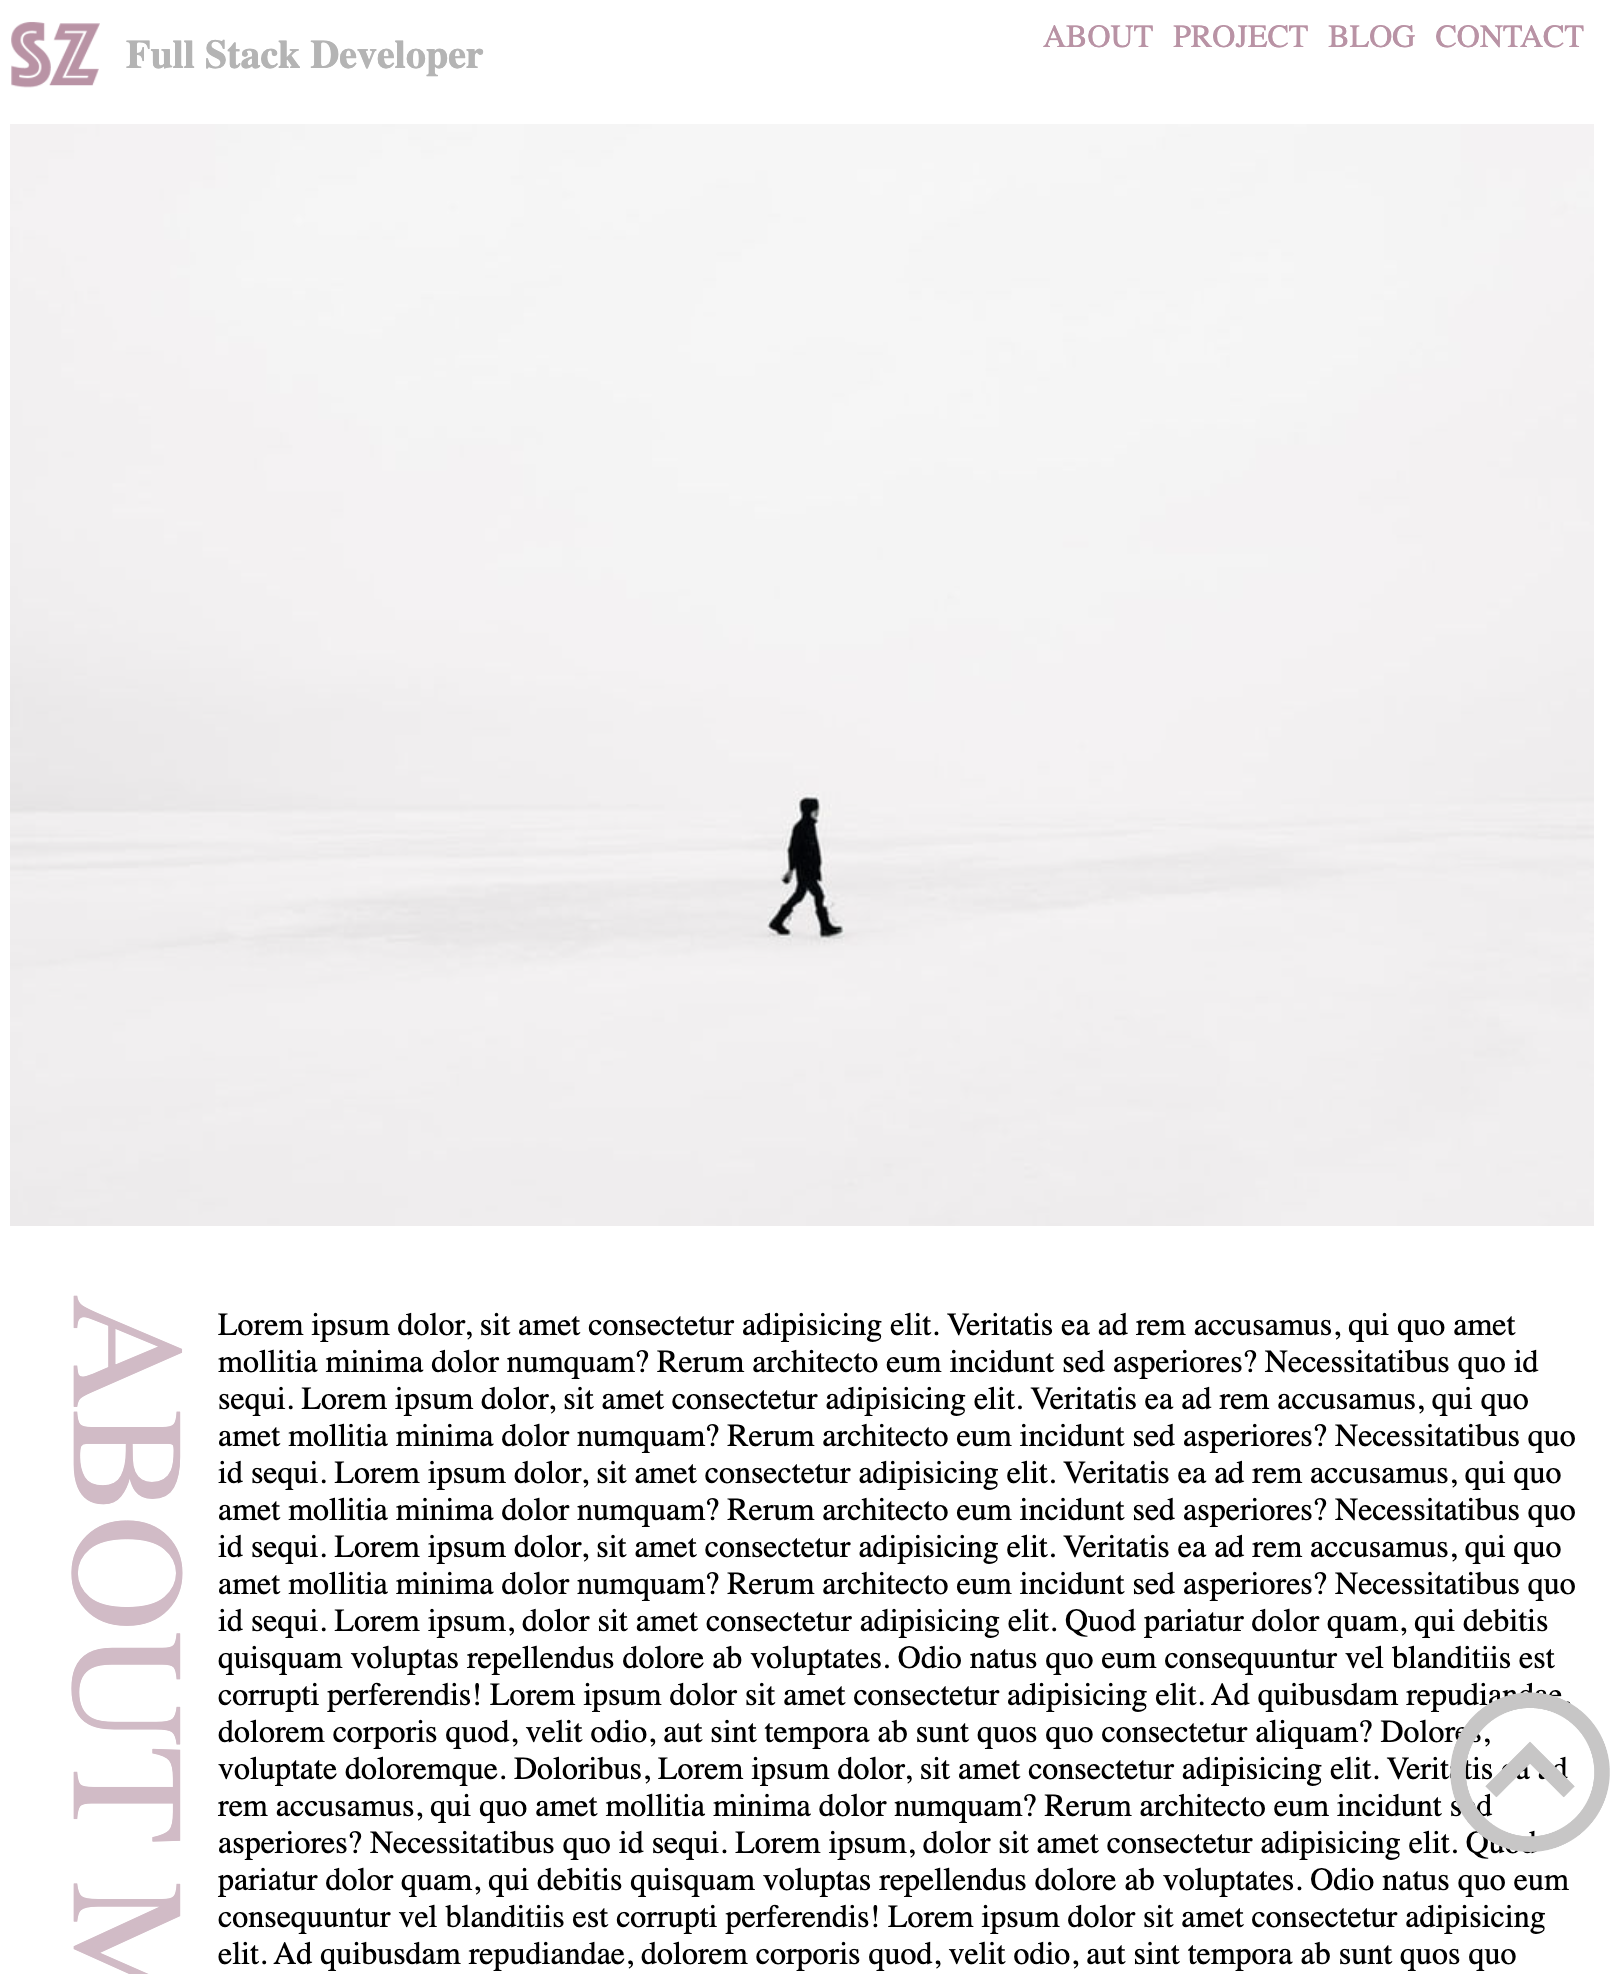 SZ Full Stack Developer
ABOUT PROJECT BLOG CONTACT
ABOUT M
Lorem ipsum dolor, sit amet consectetur adipisicing elit. Veritatis ea ad rem accusamus, qui quo amet
mollitia minima dolor numquam? Rerum architecto eum incidunt sed asperiores? Necessitatibus quo id
sequi. Lorem ipsum dolor, sit amet consectetur adipisicing elit. Veritatis ea ad rem accusamus, qui quo
amet mollitia minima dolor numquam? Rerum architecto eum incidunt sed asperiores? Necessitatibus quo
id sequi. Lorem ipsum dolor, sit amet consectetur adipisicing elit. Veritatis ea ad rem accusamus, qui quo
amet mollitia minima dolor numquam? Rerum architecto eum incidunt sed asperiores? Necessitatibus quo
id sequi. Lorem ipsum dolor, sit amet consectetur adipisicing elit. Veritatis ea ad rem accusamus, qui quo
amet mollitia minima dolor numquam? Rerum architecto eum incidunt sed asperiores? Necessitatibus quo
id sequi. Lorem ipsum, dolor sit amet consectetur adipisicing elit. Quod pariatur dolor quam, qui debitis
quisquam voluptas repellendus dolore ab voluptates. Odio natus quo eum consequuntur vel blanditiis est
corrupti perferendis! Lorem ipsum dolor sit amet consectetur adipisicing elit. Ad quibusdam repudiandae,
dolorem corporis quod, velit odio, aut sint tempora ab sunt quos quo consectetur aliquam? Dolores,
voluptate doloremque. Doloribus, Lorem ipsum dolor, sit amet consectetur adipisicing elit. Veritatis ea ad
rem accusamus, qui quo amet mollitia minima dolor numquam? Rerum architecto eum incidunt sed
asperiores? Necessitatibus quo id sequi. Lorem ipsum, dolor sit amet consectetur adipisicing elit. Quod
pariatur dolor quam, qui debitis quisquam voluptas repellendus dolore ab voluptates. Odio natus quo eum
consequuntur vel blanditiis est corrupti perferendis! Lorem ipsum dolor sit amet consectetur adipisicing
elit. Ad quibusdam repudiandae, dolorem corporis quod, velit odio, aut sint tempora ab sunt quos quo